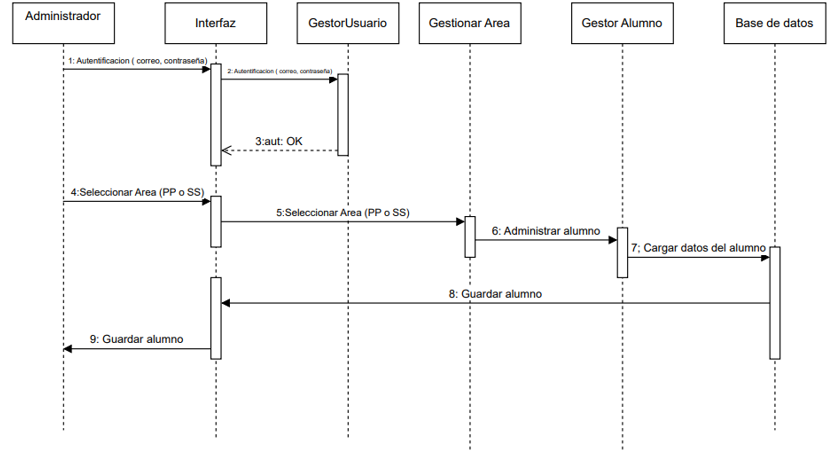 Administrador
Interfaz
GestorUsuario
Gestionar Area
Gestor Alumno
Base de datos
1: Autentificacion ( correo, contraseña)
2: Autentificacion ( correo, contraseña)
3:aut: OK
4:Seleccionar Area (PP o SS)
5:Seleccionar Area (PP o SS)
6: Administrar alumno
7; Cargar datos del alumno
8: Guardar alumno
9: Guardar alumno